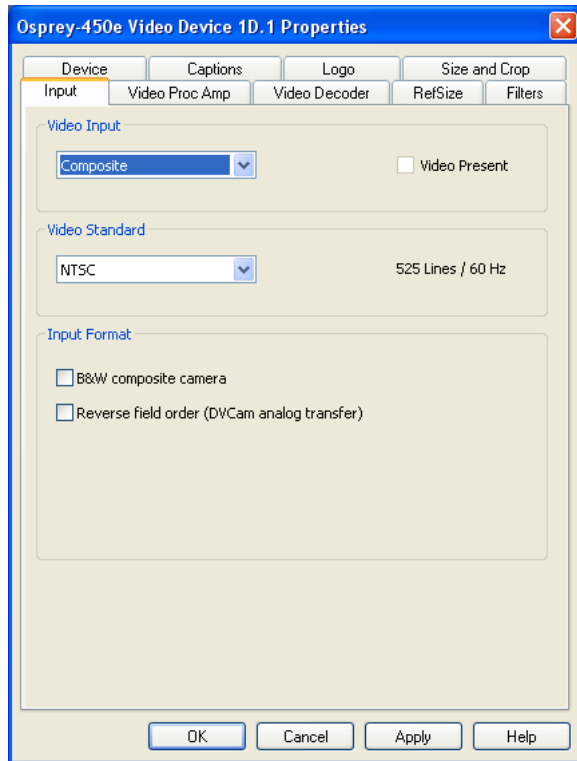 Osprey-450e Video Device 1D.1 Properties
Device Captions Logo Size and Crop
Input Video Proc Amp Video Decoder RefSize Filters
Video Input
Composite Video Present
Video Standard
NTSC 525 Lines / 60 Hz
Input Format
B&W composite camera
Reverse field order (DVCam analog transfer)
OK Cancel Apply Help